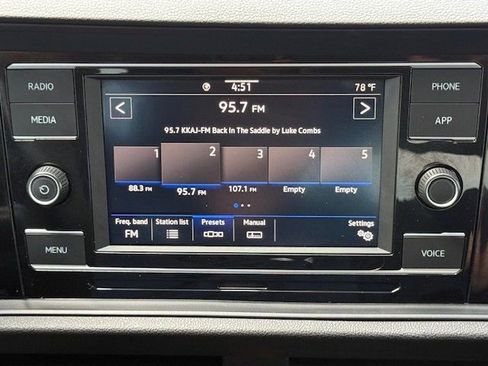 RADIO
MEDIA
MENU
PHONE
APP
VOICE
4:51
78 °F
< 95.7 FM >
95.7 KKAJ-FM Back In The Saddle by Luke Combs
1 2 3 4 5
88.3 FM 95.7 FM 107.1 FM Empty Empty
Freq. band Station list Presets Manual Settings
FM